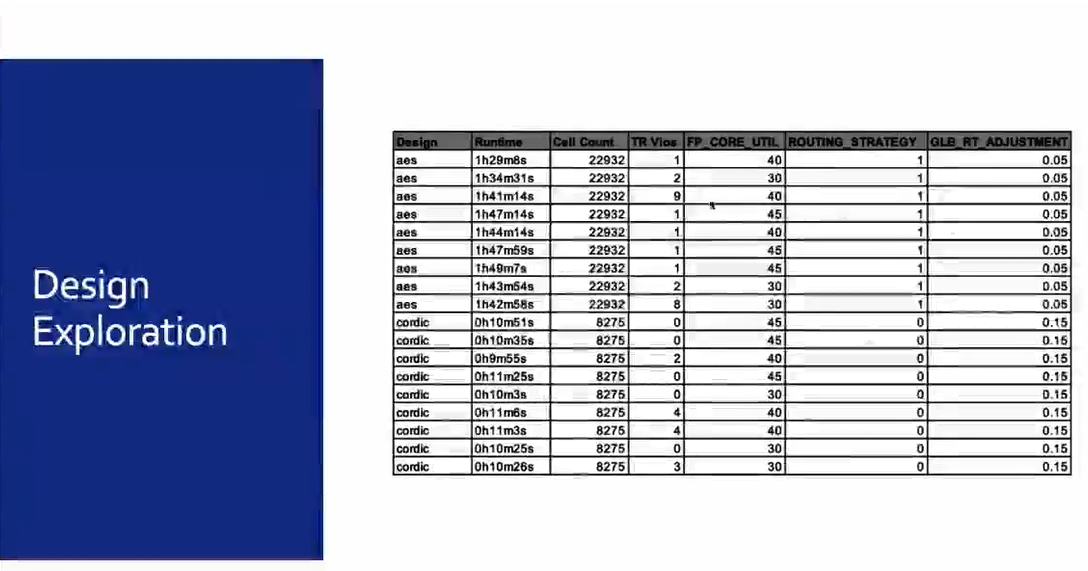 Design
Exploration
Design Runtime Cell Count TR Vios FP_CORE_UTIL ROUTING_STRATEGY GLB_RT_ADJUSTMENT
aes 1h29m8s 22932 1 40 1 0.05
aes 1h34m31s 22932 2 30 1 0.05
aes 1h41m14s 22932 9 40 1 0.05
aes 1h47m14s 22932 1 45 1 0.05
aes 1h44m14s 22932 1 40 1 0.05
aes 1h47m59s 22932 1 45 1 0.05
aes 1h49m7s 22932 1 45 1 0.05
aes 1h43m54s 22932 2 30 1 0.05
aes 1h42m58s 22932 8 30 1 0.05
cordic 0h10m51s 8275 0 45 0 0.15
cordic 0h10m35s 8275 0 45 0 0.15
cordic 0h9m55s 8275 2 40 0 0.15
cordic 0h11m25s 8275 0 45 0 0.15
cordic 0h10m3s 8275 0 30 0 0.15
cordic 0h11m6s 8275 4 40 0 0.15
cordic 0h11m3s 8275 4 40 0 0.15
cordic 0h10m25s 8275 0 30 0 0.15
cordic 0h10m26s 8275 3 30 0 0.15